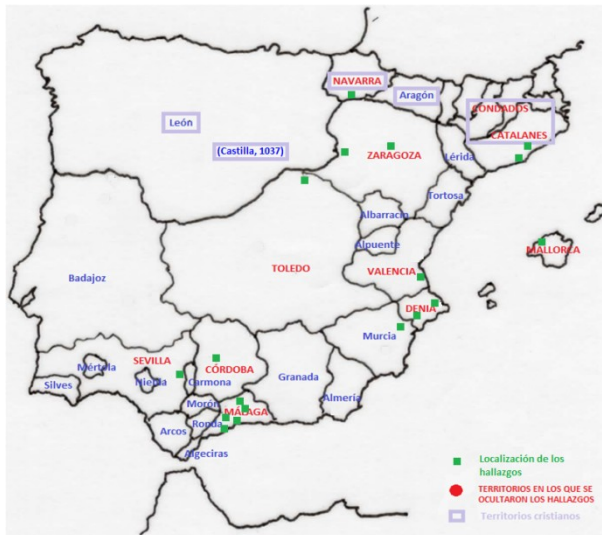 NAVARRA
Aragón
CONDADOS
CATALANES
León
(Castilla, 1037)
ZARAGOZA
Lérida
Tortosa
Albarracín
Alpuente
MALLORCA
TOLEDO
VALENCIA
Badajoz
DENIA
Murcia
SEVILLA
CÓRDOBA
Mértola
Niebla
Carmona
Granada
Silves
Almería
Morón
MÁLAGA
Arcos
Ronda
Algeciras
Localización de los
hallazgos
TERRITORIOS EN LOS QUE SE
OCULTARON LOS HALLAZGOS
Territorios cristianos